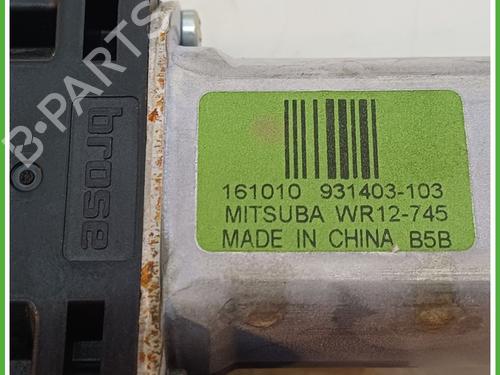 B-PARTS
brose
161010 931403-103
MITSUBA WR12-745
MADE IN CHINA B5B